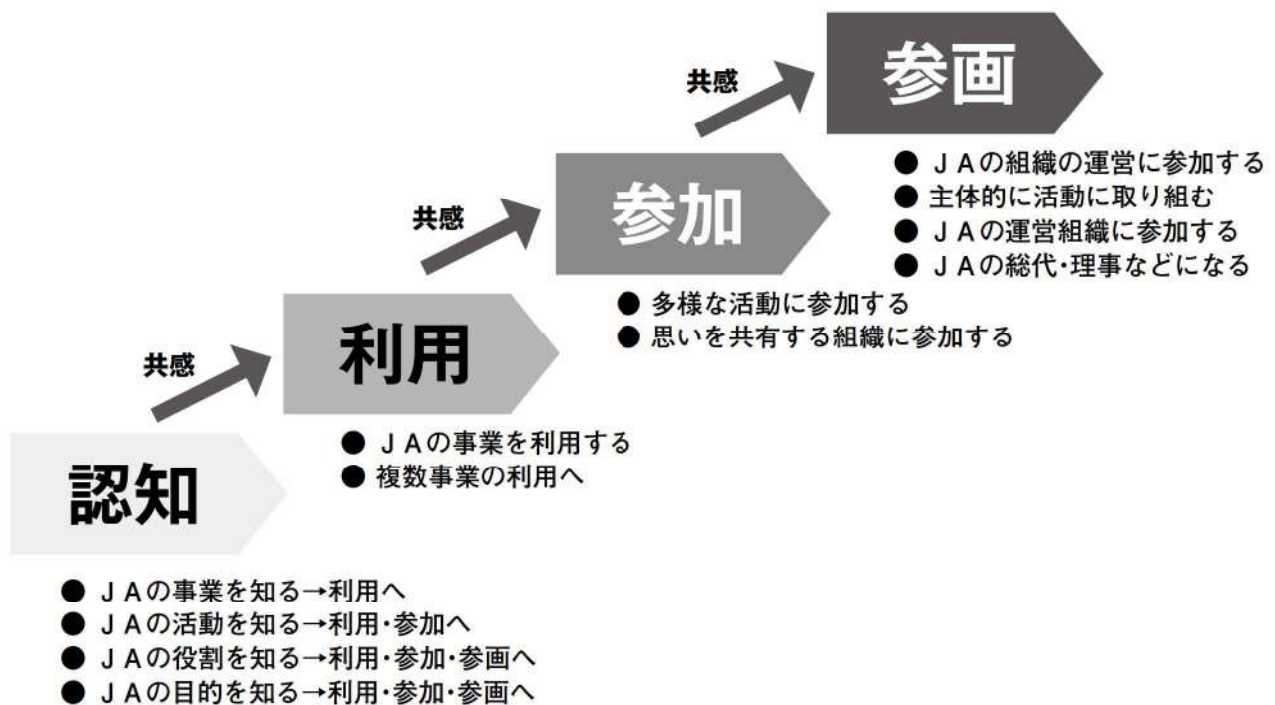 共感
参画
● JAの組織の運営に参加する
● 主体的に活動に取り組む
● JAの運営組織に参加する
● JAの総代・理事などになる
共感
参加
● 多様な活動に参加する
● 思いを共有する組織に参加する
共感
利用
● JAの事業を利用する
● 複数事業の利用へ
認知
● JAの事業を知る→利用へ
● JAの活動を知る→利用・参加へ
● JAの役割を知る→利用・参加・参画へ
● JAの目的を知る→利用・参加・参画へ